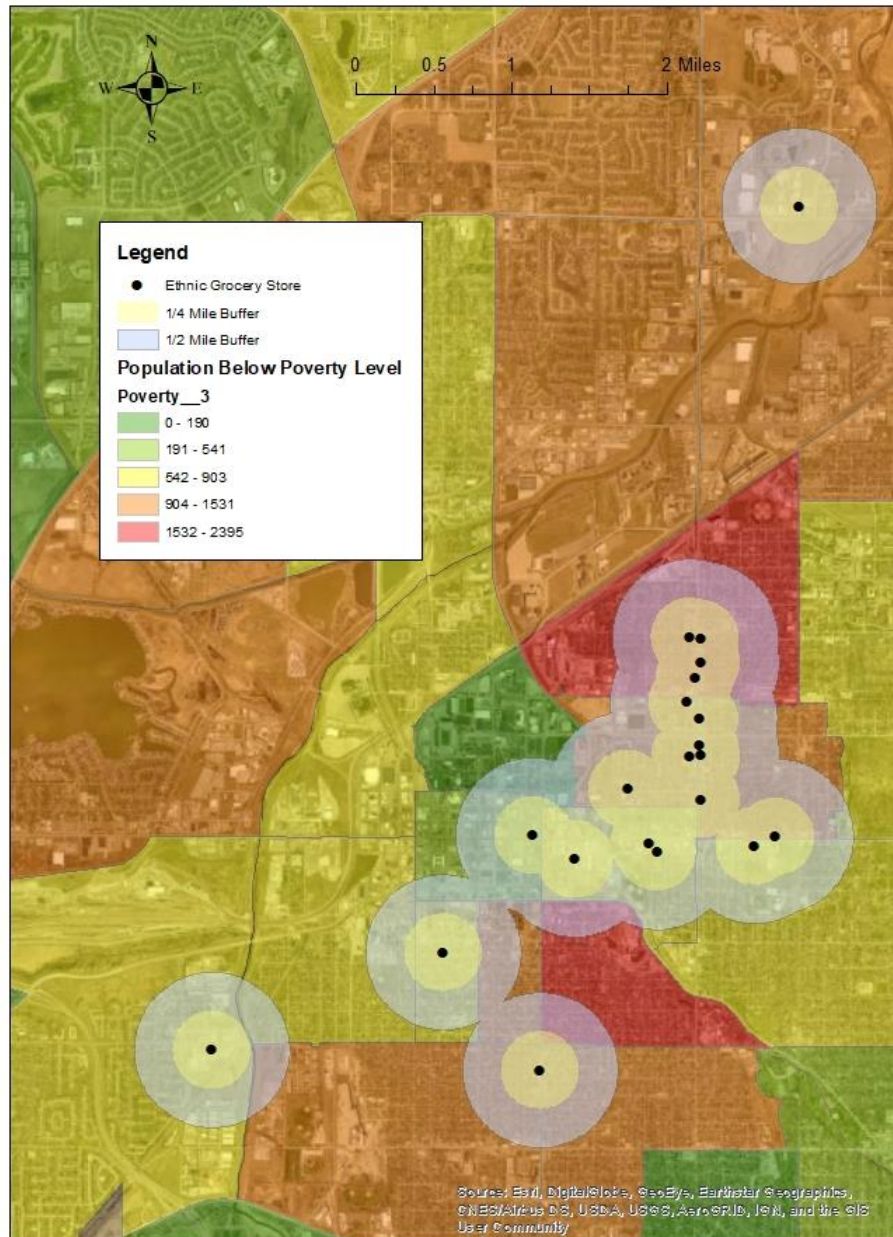 N
W E
S
0 0.5 1 2 Miles
Legend
Ethnic Grocery Store
1/4 Mile Buffer
1/2 Mile Buffer
Population Below Poverty Level
Poverty__3
0 - 190
191 - 541
542 - 903
904 - 1531
1532 - 2395
Source: Esri, DigitalGlobe, GeoEye, Earthstar Geographics,
CNES/Airbus DS, USDA, USGS, AeroGRID, IGN, and the GIS
User Community